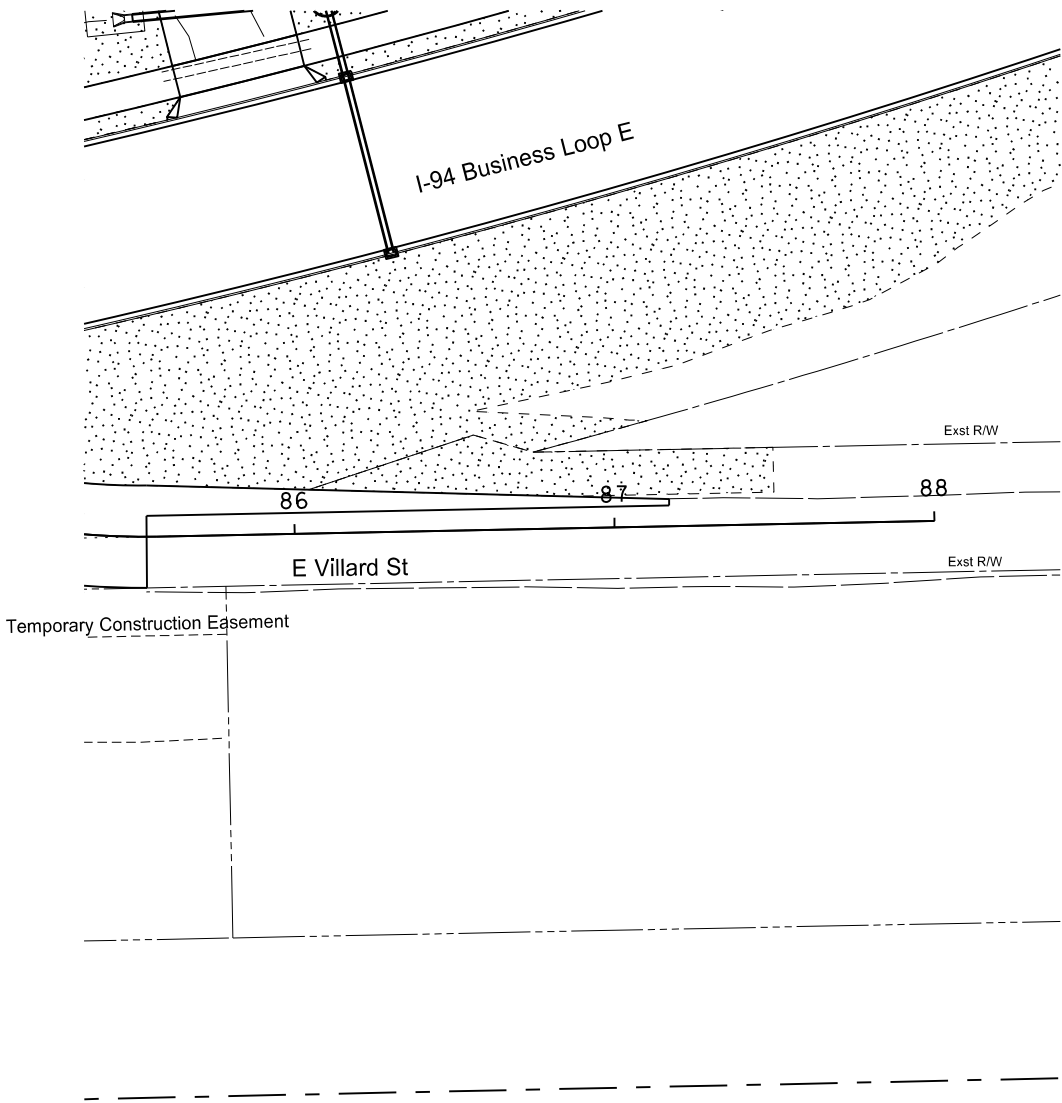 I-94 Business Loop E
Exst R/W
86
87
88
E Villard St
Exst R/W
Temporary Construction Easement